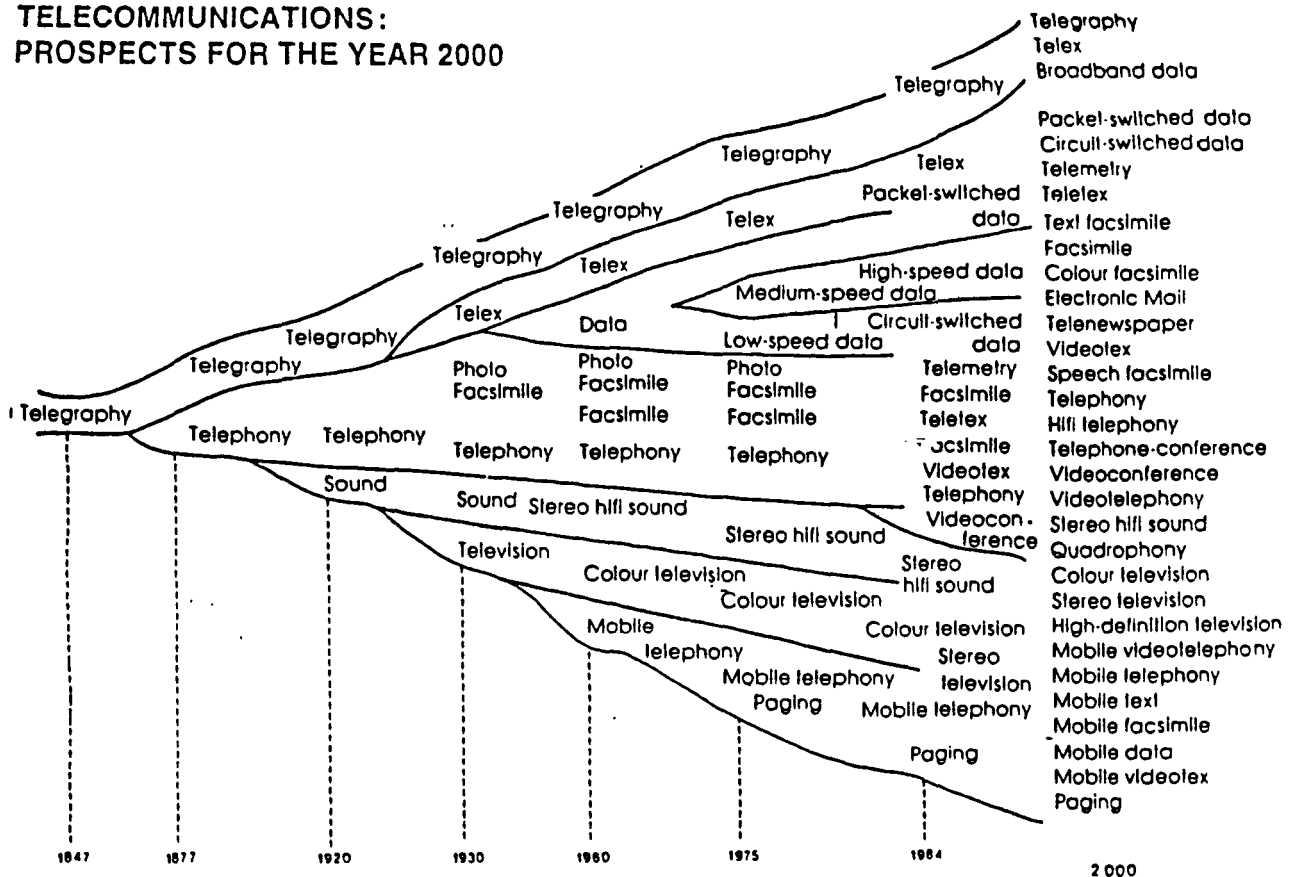 TELECOMMUNICATIONS:
PROSPECTS FOR THE YEAR 2000
Telegraphy
Telegraphy
Telegraphy
Telegraphy
Telegraphy
Telegraphy
Telegraphy
Telex
Telex
Telex
Telex
Packet-switched
data
High-speed data
Medium-speed data
Circuit-switched
data
Data
Low-speed data
Photo
Facsimile
Photo
Facsimile
Facsimile
Photo
Facsimile
Facsimile
Telemetry
Facsimile
Teletex
Facsimile
Videotex
Telephony
Videocon-
ference
Telephony
Telephony
Telephony
Telephony
Telephony
Sound
Sound
Stereo hifi sound
Stereo hifi sound
Stereo
hifi sound
Television
Colour television
Colour television
Colour television
Stereo
television
Mobile
telephony
Mobile telephony
Paging
Mobile telephony
Paging
Telegraphy
Telex
Broadband data
Packet-switched data
Circuit-switched data
Telemetry
Teletex
Text facsimile
Facsimile
Colour facsimile
Electronic Mail
Telenewspaper
Videotex
Speech facsimile
Telephony
Hifi telephony
Telephone-conference
Videoconference
Videotelephony
Stereo hifi sound
Quadrophony
Colour television
Stereo television
High-definition television
Mobile videotelephony
Mobile telephony
Mobile text
Mobile facsimile
Mobile data
Mobile videotex
Paging
1847
1877
1920
1930
1960
1975
1984
2000